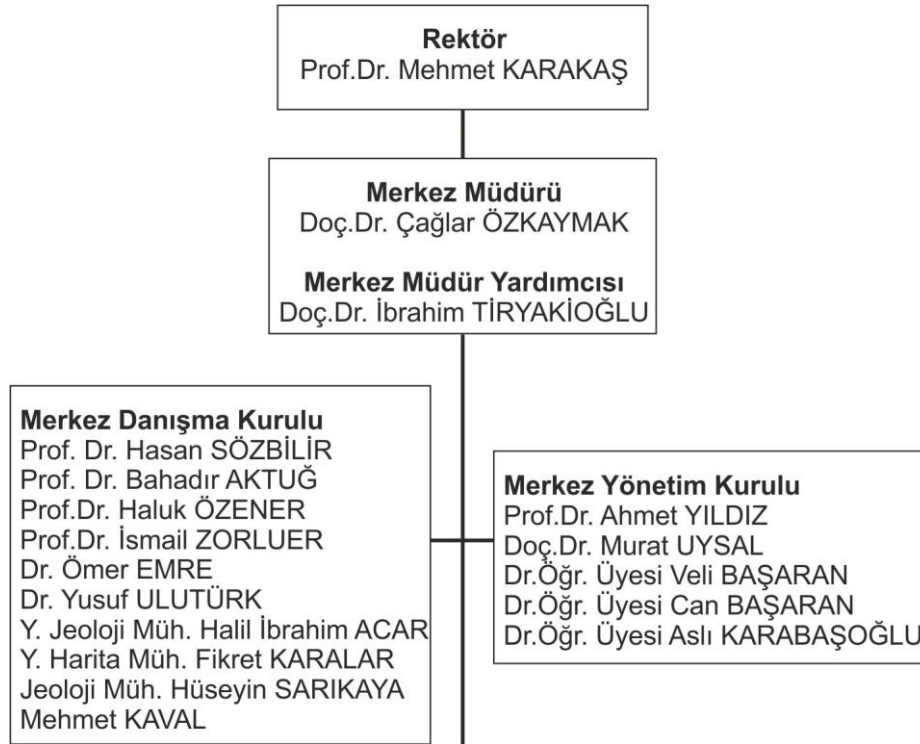 Rektör
Prof.Dr. Mehmet KARAKAŞ
Merkez Müdürü
Doç.Dr. Çağlar ÖZKAYMAK
Merkez Müdür Yardımcısı
Doç.Dr. İbrahim TİRYAKİOĞLU
Merkez Danışma Kurulu
Prof. Dr. Hasan SÖZBİLİR
Prof. Dr. Bahadır AKTUĞ
Prof.Dr. Haluk ÖZENER
Prof.Dr. İsmail ZORLUER
Dr. Ömer EMRE
Dr. Yusuf ULUTÜRK
Y. Jeoloji Müh. Halil İbrahim ACAR
Y. Harita Müh. Fikret KARALAR
Jeoloji Müh. Hüseyin SARIKAYA
Mehmet KAVAL
Merkez Yönetim Kurulu
Prof.Dr. Ahmet YILDIZ
Doç.Dr. Murat UYSAL
Dr.Öğr. Üyesi Veli BAŞARAN
Dr.Öğr. Üyesi Can BAŞARAN
Dr.Öğr. Üyesi Aslı KARABAŞOĞLU